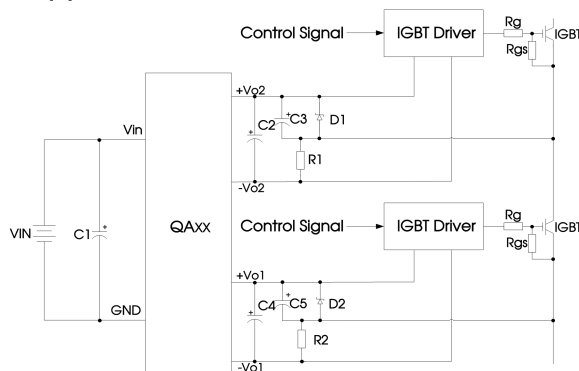 Control Signal
IGBT Driver
Rg
IGBT
Rgs
+Vo2
C2
C3
D1
Vin
R1
-Vo2
VIN
C1
QAxx
Control Signal
IGBT Driver
Rg
IGBT
Rgs
+Vo1
C4
C5
D2
GND
R2
-Vo1